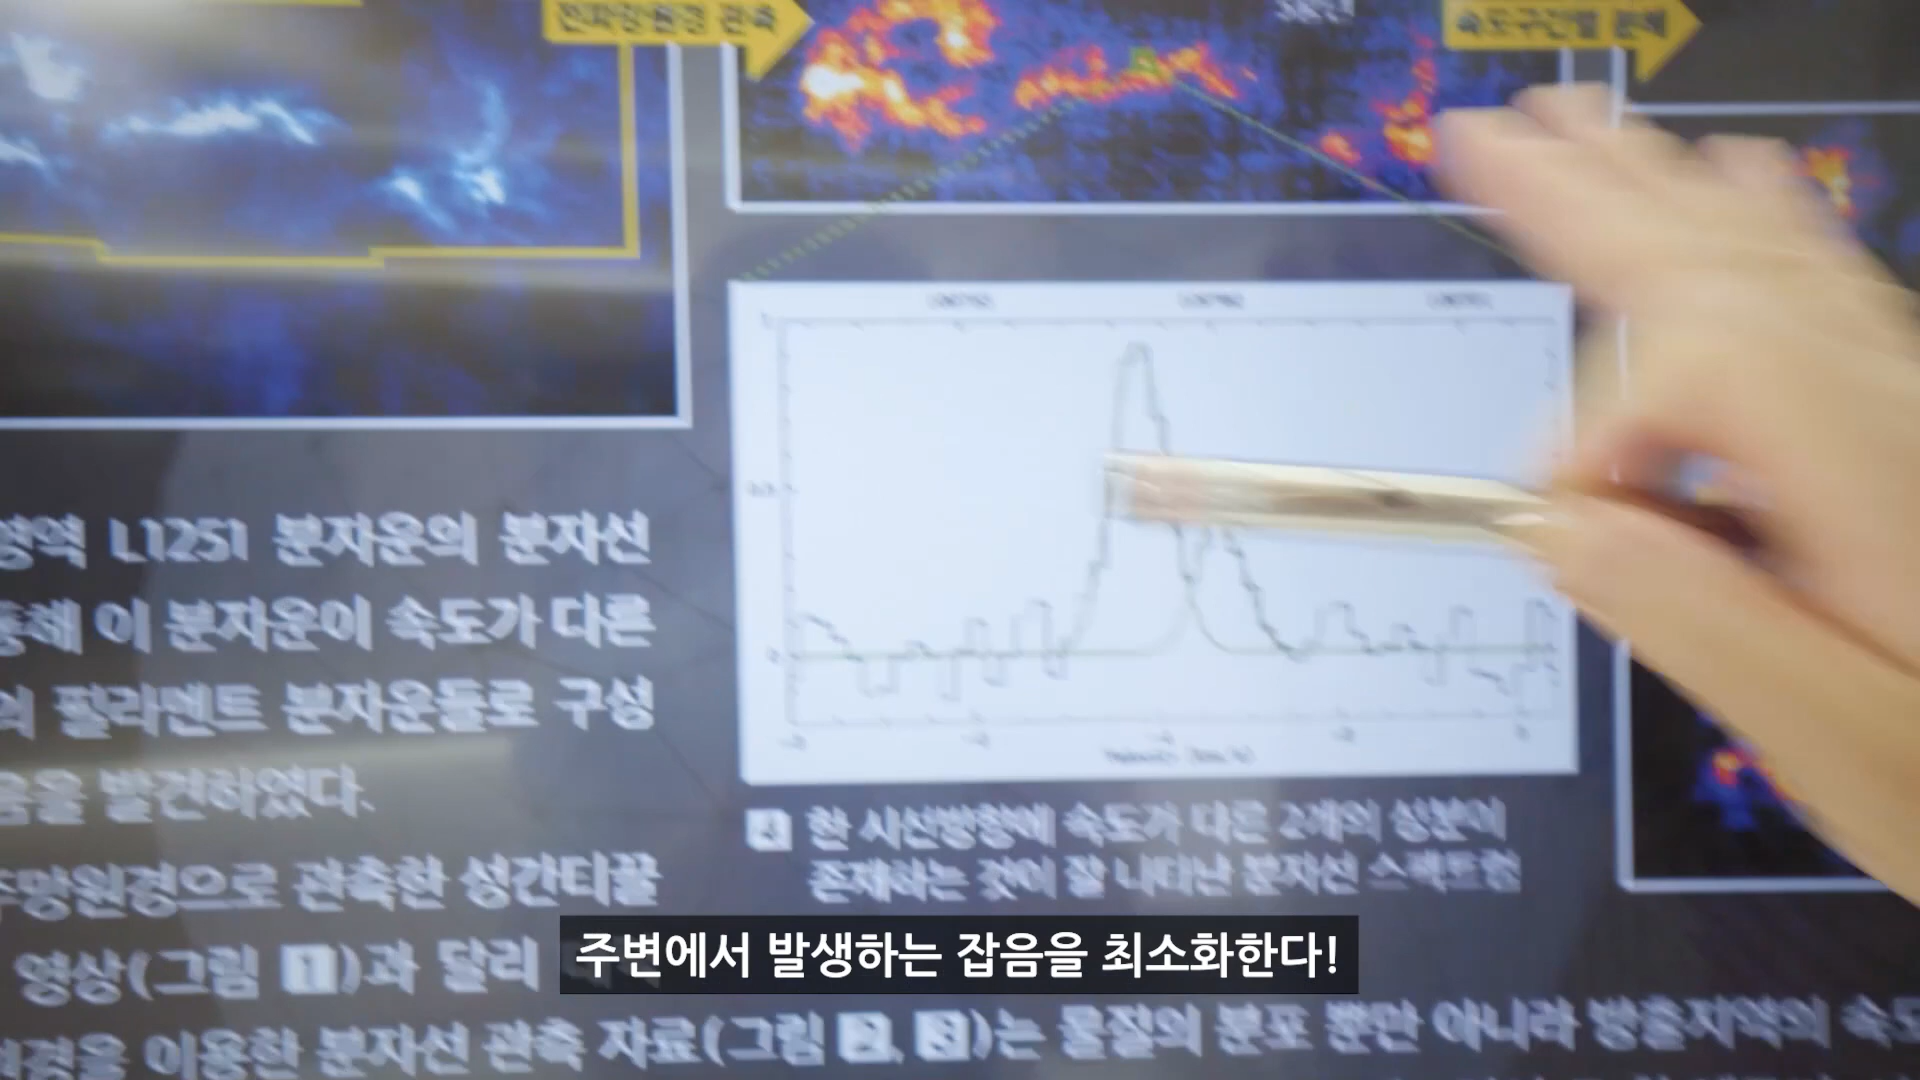 전파망원경 관측
속도구간별 분해
영역 L1251 분자운의 분자선
통해 이 분자운이 속도가 다른
의 필라멘트 분자운들로 구성
음을 발견하였다.
주망원경으로 관측한 성간티끌
영상(그림 1)과 달리
원경을 이용한 분자선 관측 자료(그림 2, 3)는 물질의 분포 뿐만 아니라 방출지역의 속도
4 한 시선방향에 속도가 다른 2개의 성분이
존재하는 것이 잘 나타난 분자선 스펙트럼
주변에서 발생하는 잡음을 최소화한다!